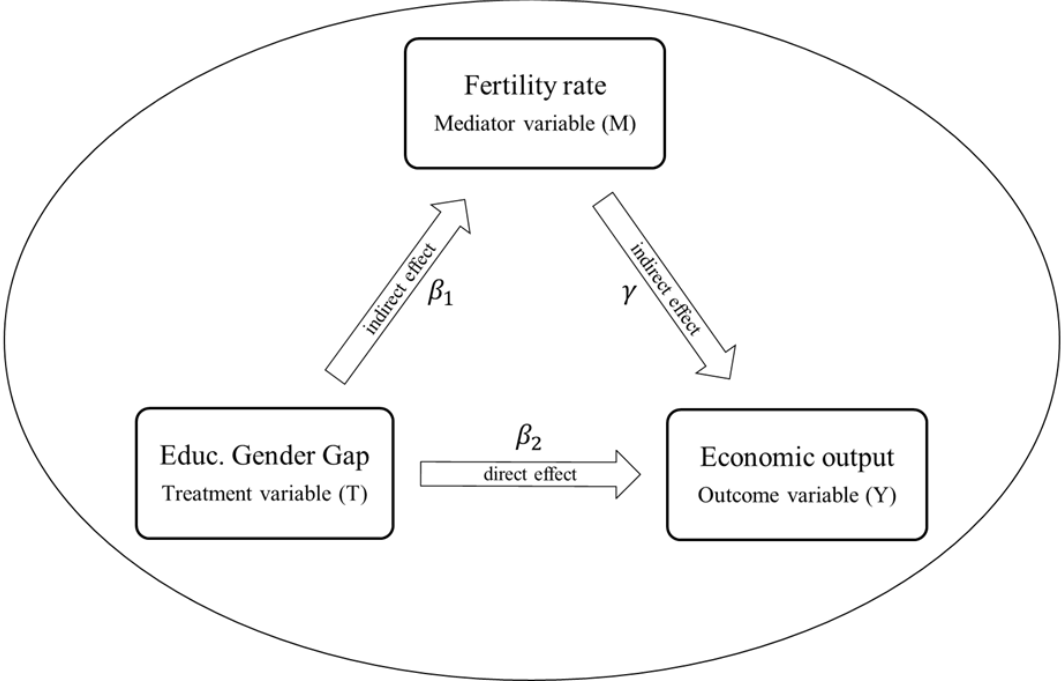 Fertility rate
Mediator variable (M)
indirect effect
β₁
indirect effect
γ
Educ. Gender Gap
Treatment variable (T)
β₂
direct effect
Economic output
Outcome variable (Y)